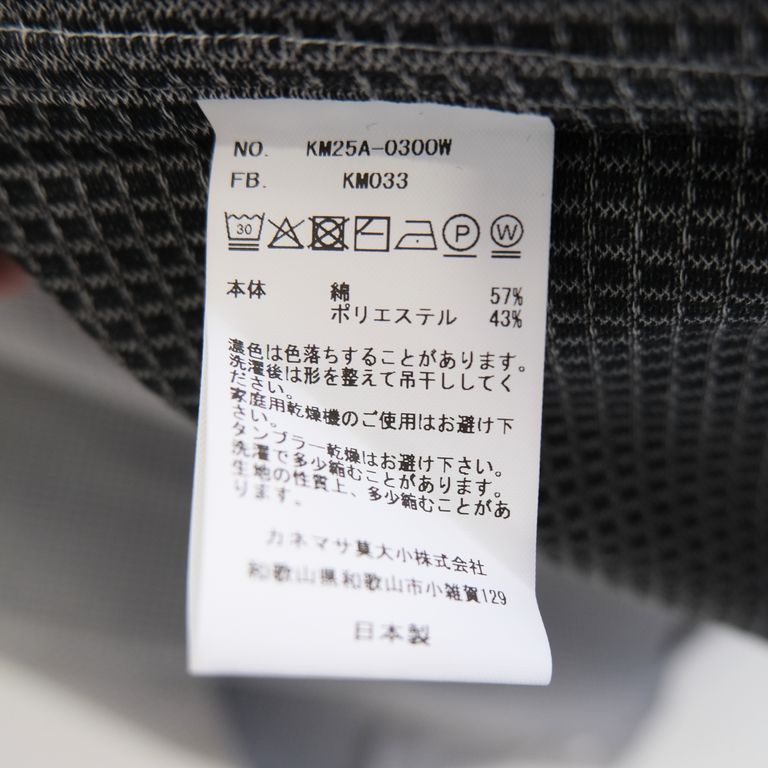 NO. KM25A-0300W
FB. KM033
30 P W
本体 綿 57%
ポリエステル 43%
濃色は色落ちすることがあります。
洗濯後は形を整えて吊干ししてく
ださい。
家庭用乾燥機のご使用はお避け下
さい。
タンブラー乾燥はお避け下さい。
洗濯で多少縮むことがあります。
生地の性質上、多少縮むことがあ
ります。
カネマサ莫大小株式会社
和歌山県和歌山市小雑賀129
日本製